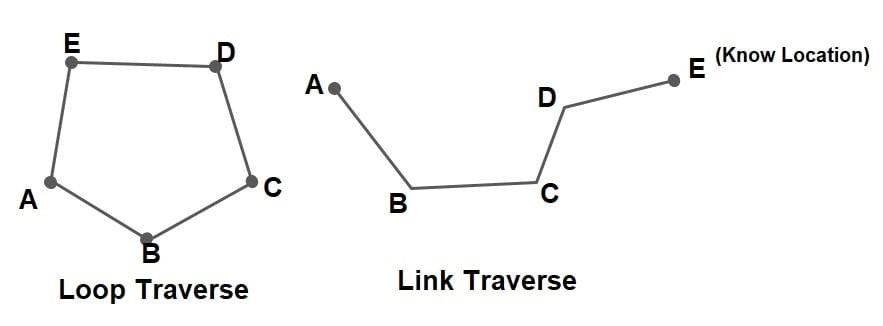 E
D
A
C
B
Loop Traverse
A
B
C
D
E (Know Location)
Link Traverse